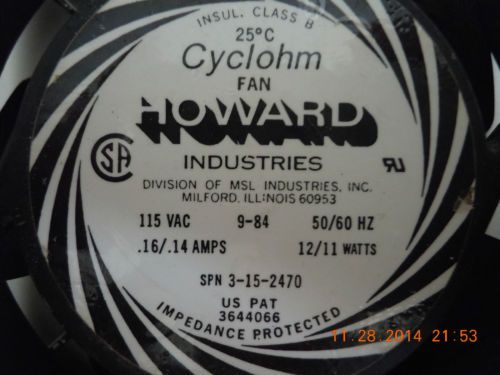 INSUL. CLASS B
25°C
Cyclohm
FAN
HOWARD
INDUSTRIES
DIVISION OF MSL INDUSTRIES, INC.
MILFORD, ILLINOIS 60953
115 VAC 9-84 50/60 HZ
.16/.14 AMPS 12/11 WATTS
SPN 3-15-2470
US PAT
3644066
IMPEDANCE PROTECTED
SA
RU
11.28.2014 21:53